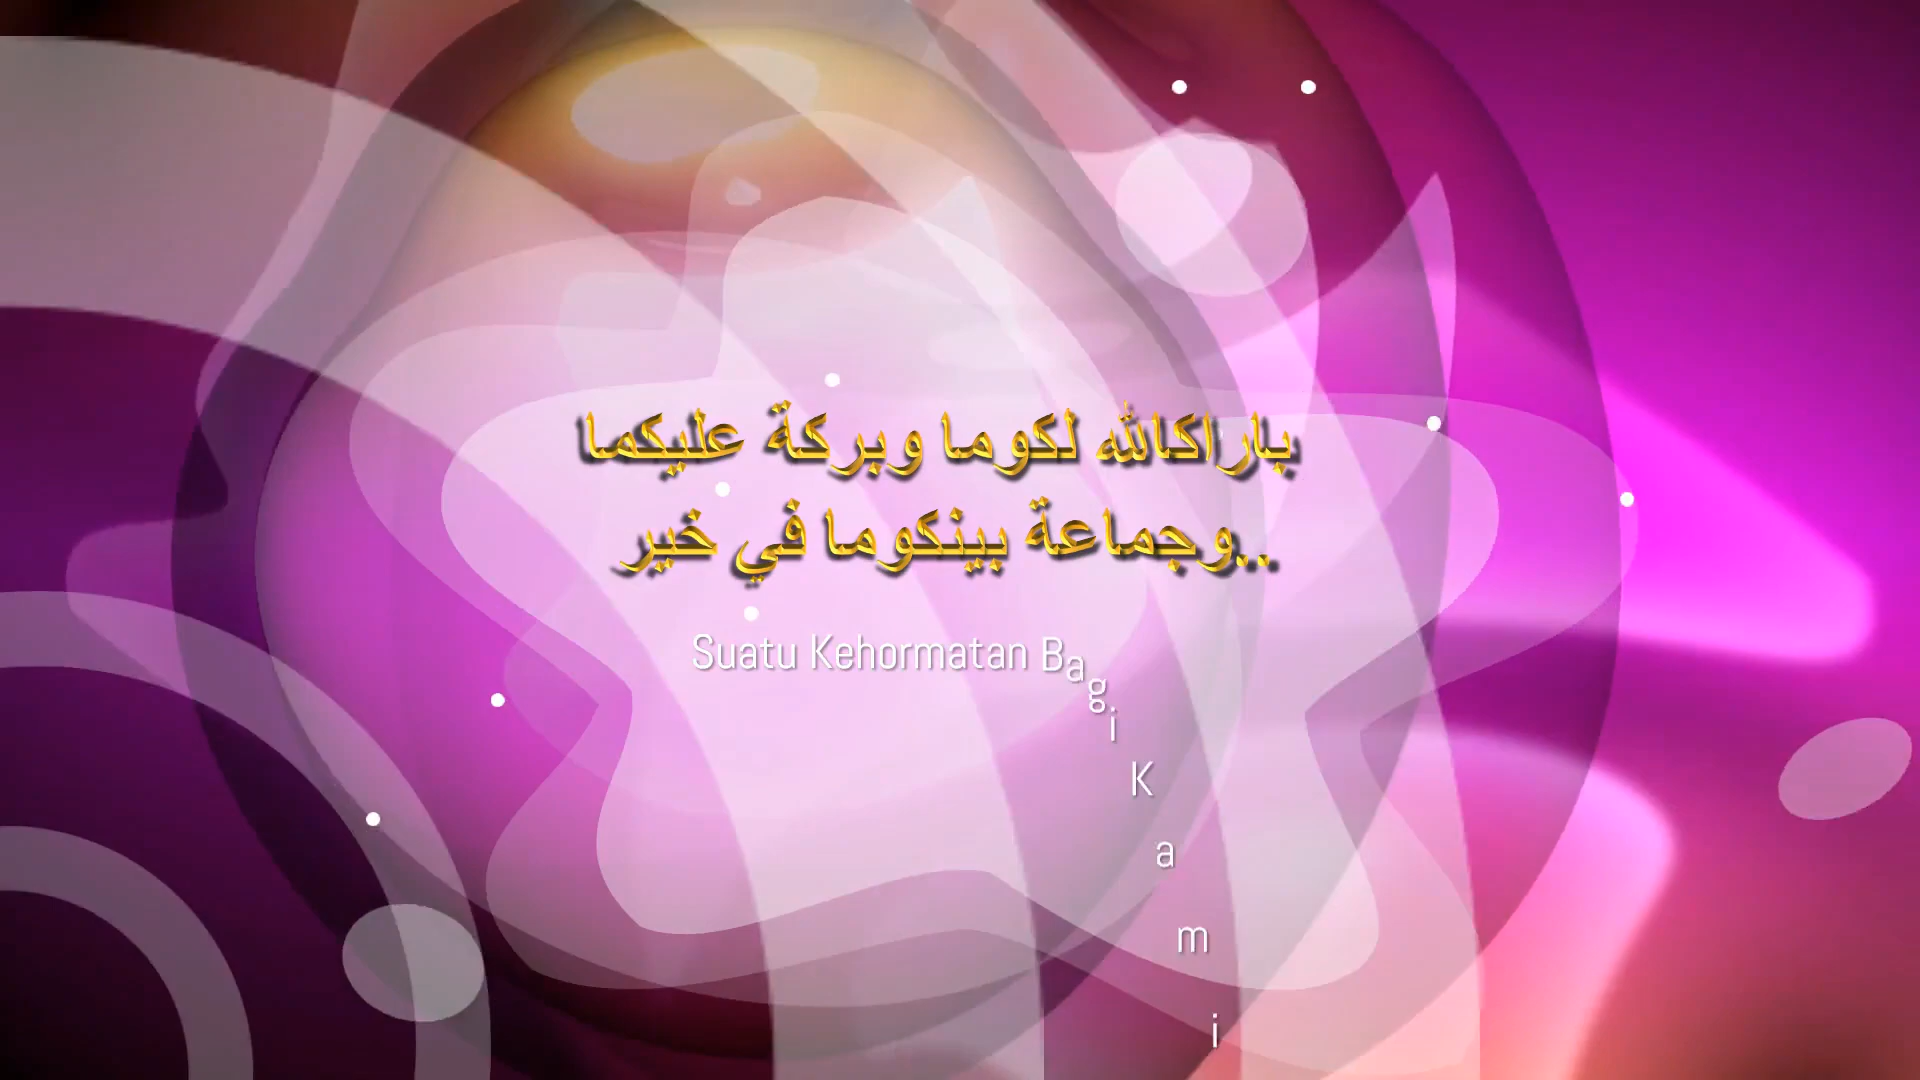 باراكالله لكوما وبركة عليكما
وجماعة بينكوما في خير..
Suatu Kehormatan Bagi Kami